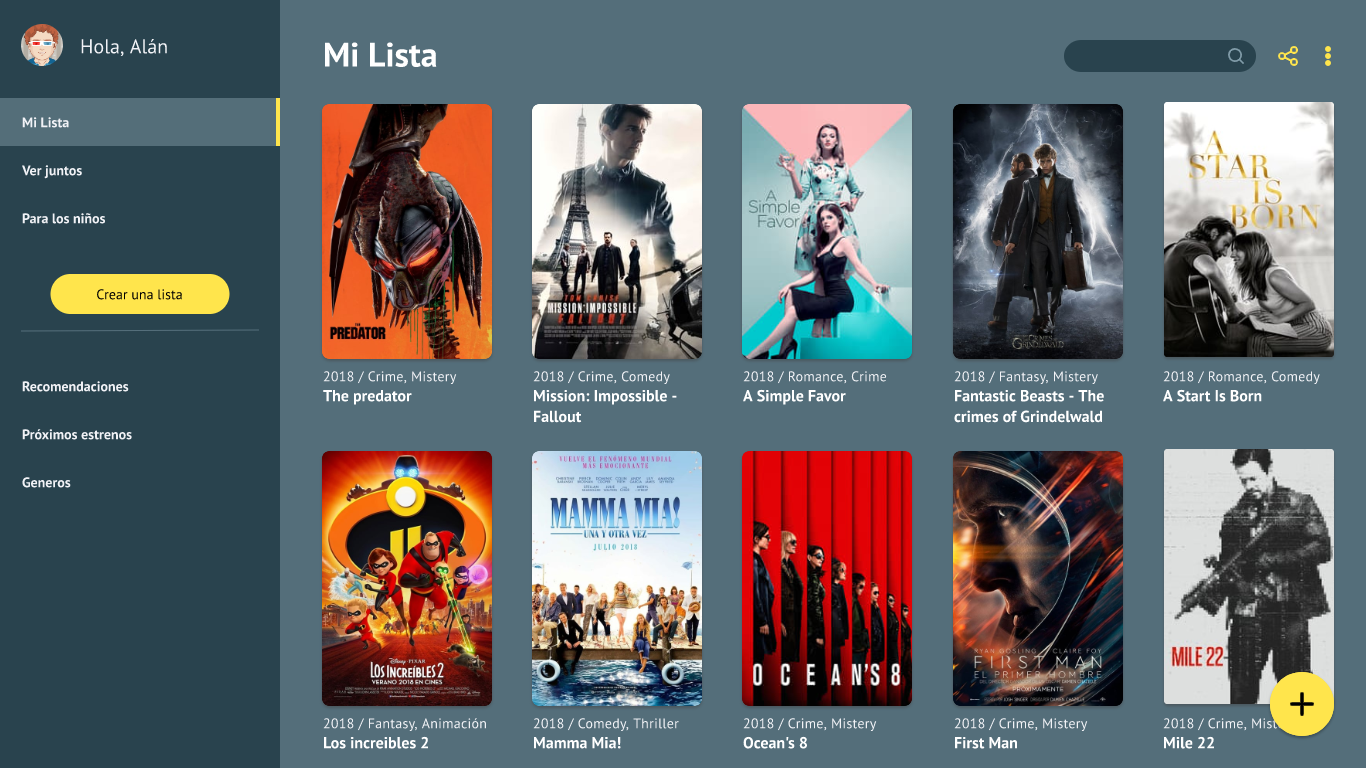 Hola, Alán
Mi Lista
Ver juntos
Para los niños
Crear una lista
Recomendaciones
Próximos estrenos
Generos
Mi Lista
THE
PREDATOR
2018 / Crime, Mistery
The predator
TOM CRUISE
MISSION:IMPOSSIBLE
FALLOUT
2018 / Crime, Comedy
Mission: Impossible -
Fallout
A
Simple
Favor
2018 / Romance, Crime
A Simple Favor
GRINDELWALD
2018 / Fantasy, Mistery
Fantastic Beasts - The
crimes of Grindelwald
A
STAR
IS
BORN
2018 / Romance, Comedy
A Start Is Born
Disney PIXAR
LOS INCREÍBLES 2
VERANO 2018 EN CINES
2018 / Fantasy, Animación
Los increibles 2
VUELVE EL FENÓMENO MUNDIAL
MÁS EMOCIONANTE
MAMMA MIA!
UNA Y OTRA VEZ
JULIO 2018
2018 / Comedy, Thriller
Mamma Mia!
OCEAN'S 8
2018 / Crime, Mistery
Ocean's 8
RYAN GOSLING CLAIRE FOY
FIRST MAN
EL PRIMER HOMBRE
PRÓXIMAMENTE
2018 / Crime, Mistery
First Man
MILE 22
2018 / Crime, Mist
Mile 22